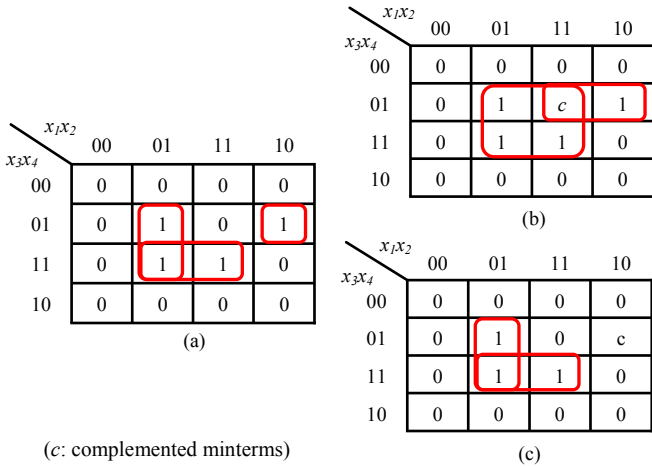 x1x2
00 01 11 10
x3x4
00 0 0 0 0
01 0 1 0 1
11 0 1 1 0
10 0 0 0 0
(a)
(c: complemented minterms)
x1x2
00 01 11 10
x3x4
00 0 0 0 0
01 0 1 c 1
11 0 1 1 0
10 0 0 0 0
(b)
x1x2
00 01 11 10
x3x4
00 0 0 0 0
01 0 1 0 c
11 0 1 1 0
10 0 0 0 0
(c)